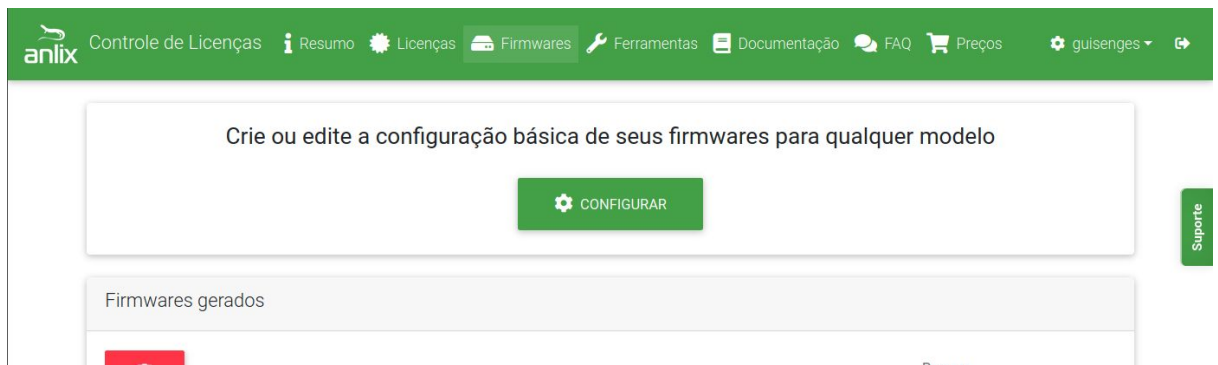 anlix Controle de Licenças Resumo Licenças Firmwares Ferramentas Documentação FAQ Preços guisenges
Crie ou edite a configuração básica de seus firmwares para qualquer modelo
CONFIGURAR
Suporte
Firmwares gerados